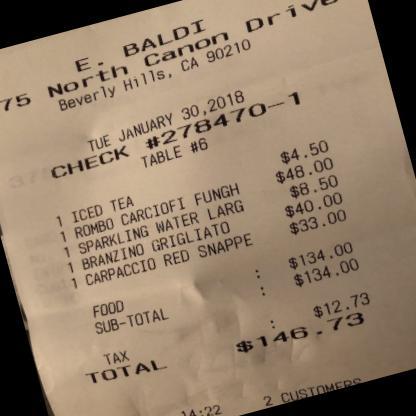 E. BALDI
75 North Canon Drive
Beverly Hills, CA 90210
TUE JANUARY 30,2018
CHECK #278470-1
TABLE #6
1 ICED TEA $4.50
1 ROMBO CARCIOFI FUNGH $48.00
1 SPARKLING WATER LARG $8.50
1 BRANZINO GRIGLIATO $40.00
1 CARPACCIO RED SNAPPE $33.00
FOOD : $134.00
SUB-TOTAL : $134.00
TAX : $12.73
TOTAL $146.73
14:22 2 CUSTOMERS